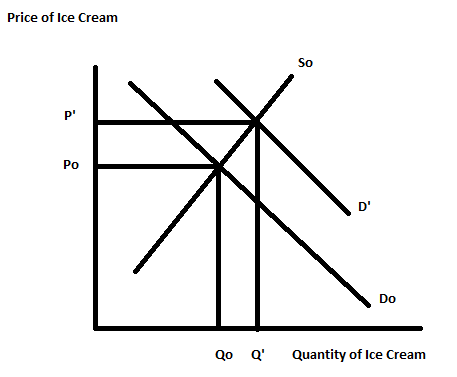 Price of Ice Cream
So
P'
Po
D'
Do
Qo Q' Quantity of Ice Cream